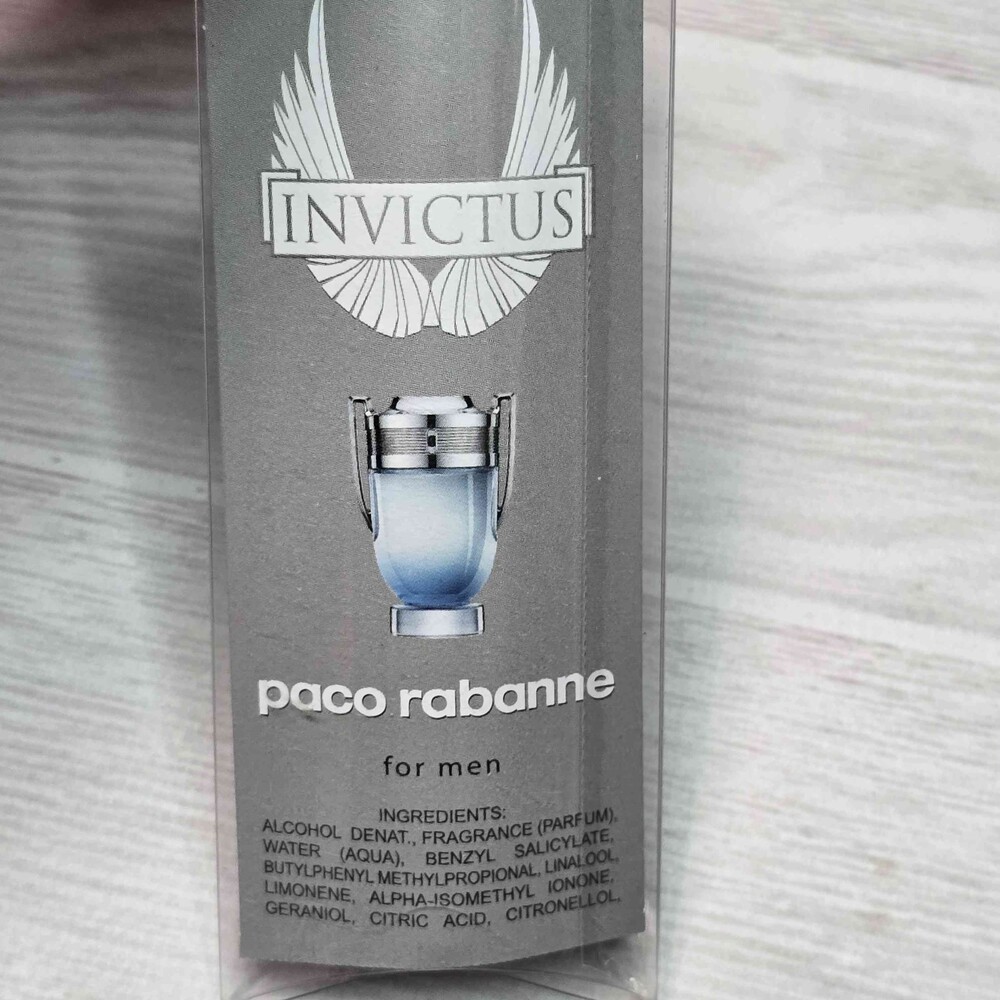 INVICTUS
paco rabanne
for men
INGREDIENTS:
ALCOHOL DENAT., FRAGRANCE (PARFUM),
WATER (AQUA), BENZYL SALICYLATE,
BUTYLPHENYL METHYLPROPIONAL, LINALOOL,
LIMONENE, ALPHA-ISOMETHYL IONONE,
GERANIOL, CITRIC ACID, CITRONELLOL,